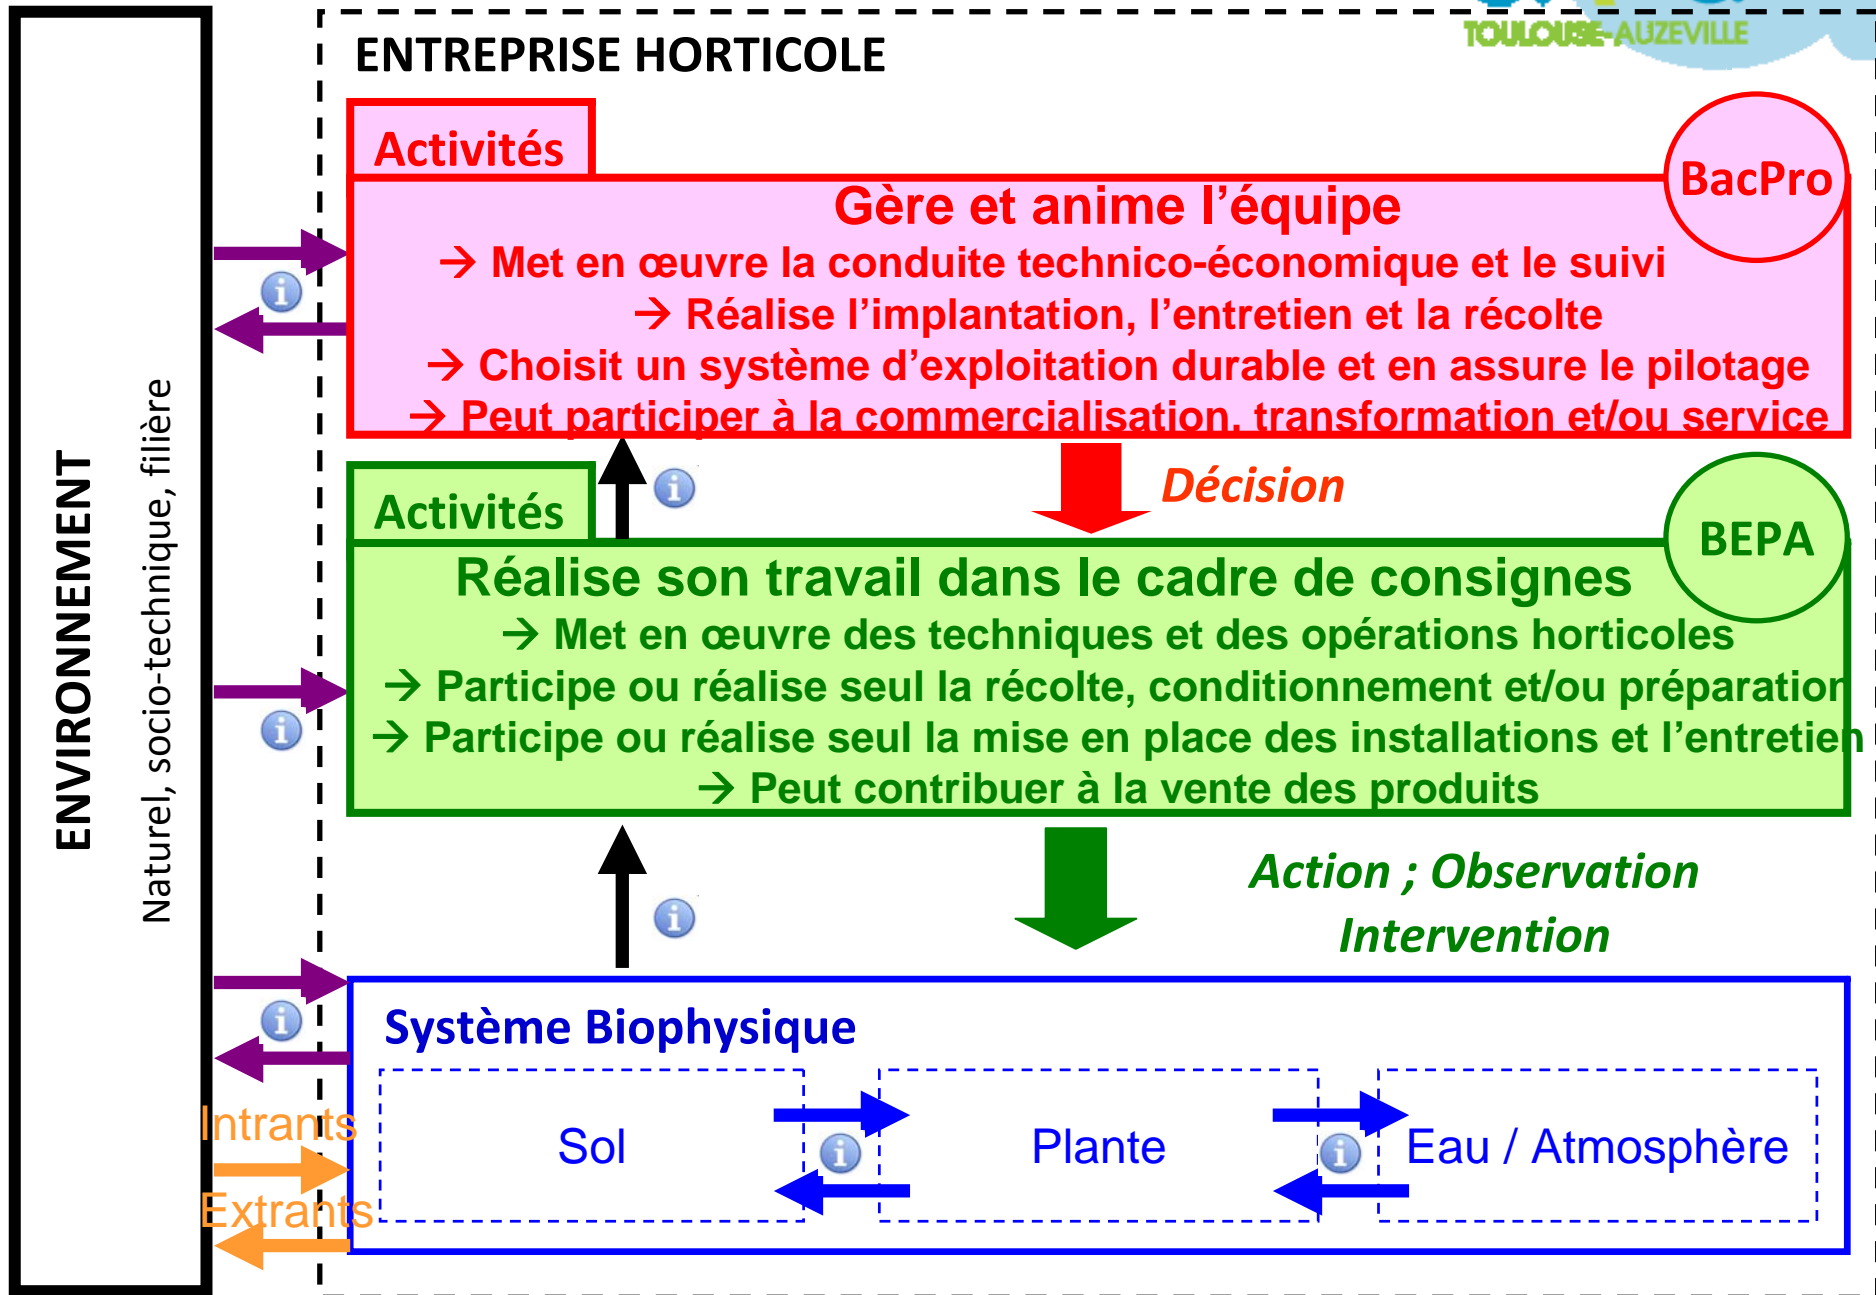 TOULOUSE-AUZEVILLE
ENTREPRISE HORTICOLE
ENVIRONNEMENT
Naturel, socio-technique, filière
Activités
BacPro
Gère et anime l’équipe
→ Met en œuvre la conduite technico-économique et le suivi
→ Réalise l’implantation, l’entretien et la récolte
→ Choisit un système d’exploitation durable et en assure le pilotage
→ Peut participer à la commercialisation, transformation et/ou service
i
i
Décision
Activités
BEPA
Réalise son travail dans le cadre de consignes
→ Met en œuvre des techniques et des opérations horticoles
→ Participe ou réalise seul la récolte, conditionnement et/ou préparation
→ Participe ou réalise seul la mise en place des installations et l’entretien
→ Peut contribuer à la vente des produits
i
i
Action ; Observation
Intervention
i
Système Biophysique
Intrants
Extrants
Sol
i
Plante
i
Eau / Atmosphère